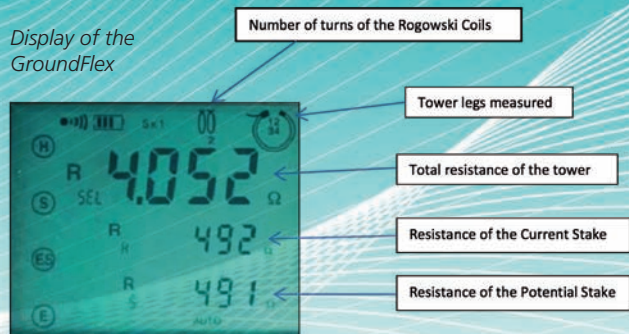 Display of the
GroundFlex
Number of turns of the Rogowski Coils
Tower legs measured
Total resistance of the tower
Resistance of the Current Stake
Resistance of the Potential Stake
5x1
2
12
34
H
R
4.052
Ω
SEL
S
R
R
492
Ω
ES
R
S
491
Ω
E
AUTO